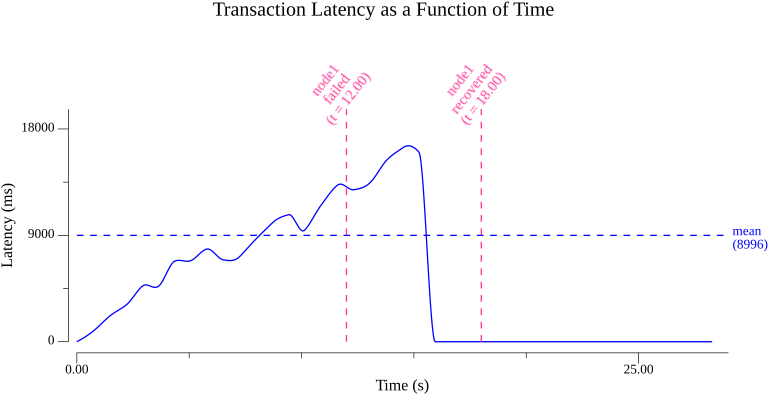 Transaction Latency as a Function of Time
node1
failed
(t = 12.00)
node1
recovered
(t = 18.00)
18000
9000
0
Latency (ms)
mean
(8996)
0.00
25.00
Time (s)